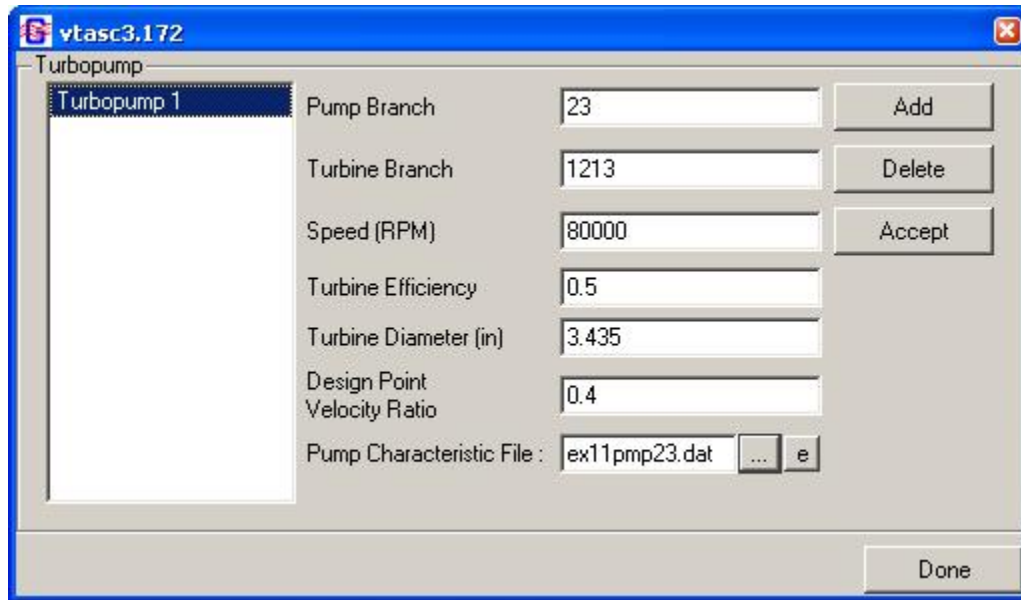 vtasc3.172
Turbopump
Turbopump 1
Pump Branch 23 Add
Turbine Branch 1213 Delete
Speed (RPM) 80000 Accept
Turbine Efficiency 0.5
Turbine Diameter (in) 3.435
Design Point
Velocity Ratio 0.4
Pump Characteristic File : ex11pmp23.dat ... e
Done